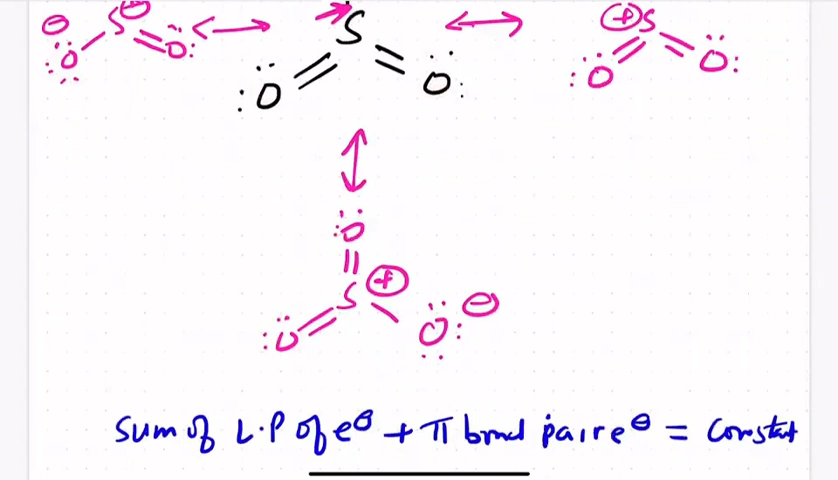 ⊖ S ⊖ S ⊕ S
:O: O: :O O: :O O:
O
S ⊕
:O O: ⊖
Sum of L.P of e⊖ + π bond pair e⊖ = constant